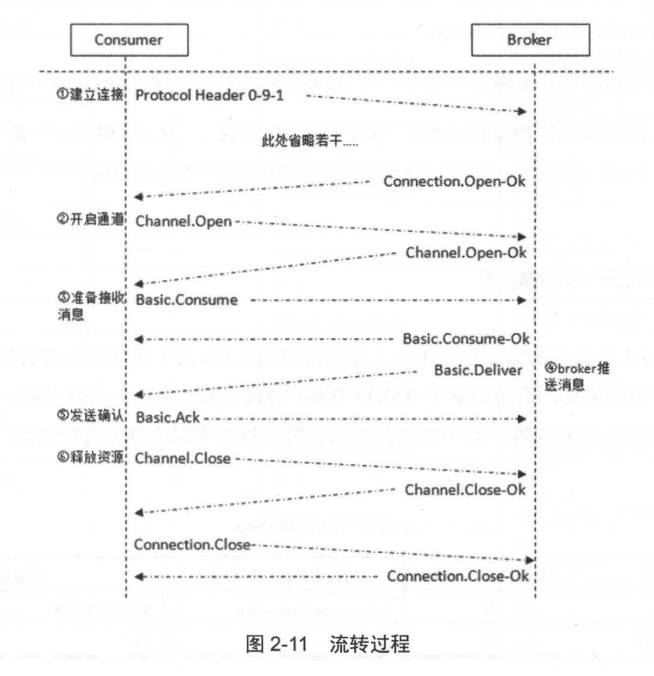 Consumer
Broker
①建立连接 Protocol Header 0-9-1
此处省略若干.....
Connection.Open-Ok
②开启通道 Channel.Open
Channel.Open-Ok
③准备接收
消息
Basic.Consume
Basic.Consume-Ok
Basic.Deliver
④broker推
送消息
⑤发送确认 Basic.Ack
⑥释放资源 Channel.Close
Channel.Close-Ok
Connection.Close
Connection.Close-Ok
图 2-11 流转过程